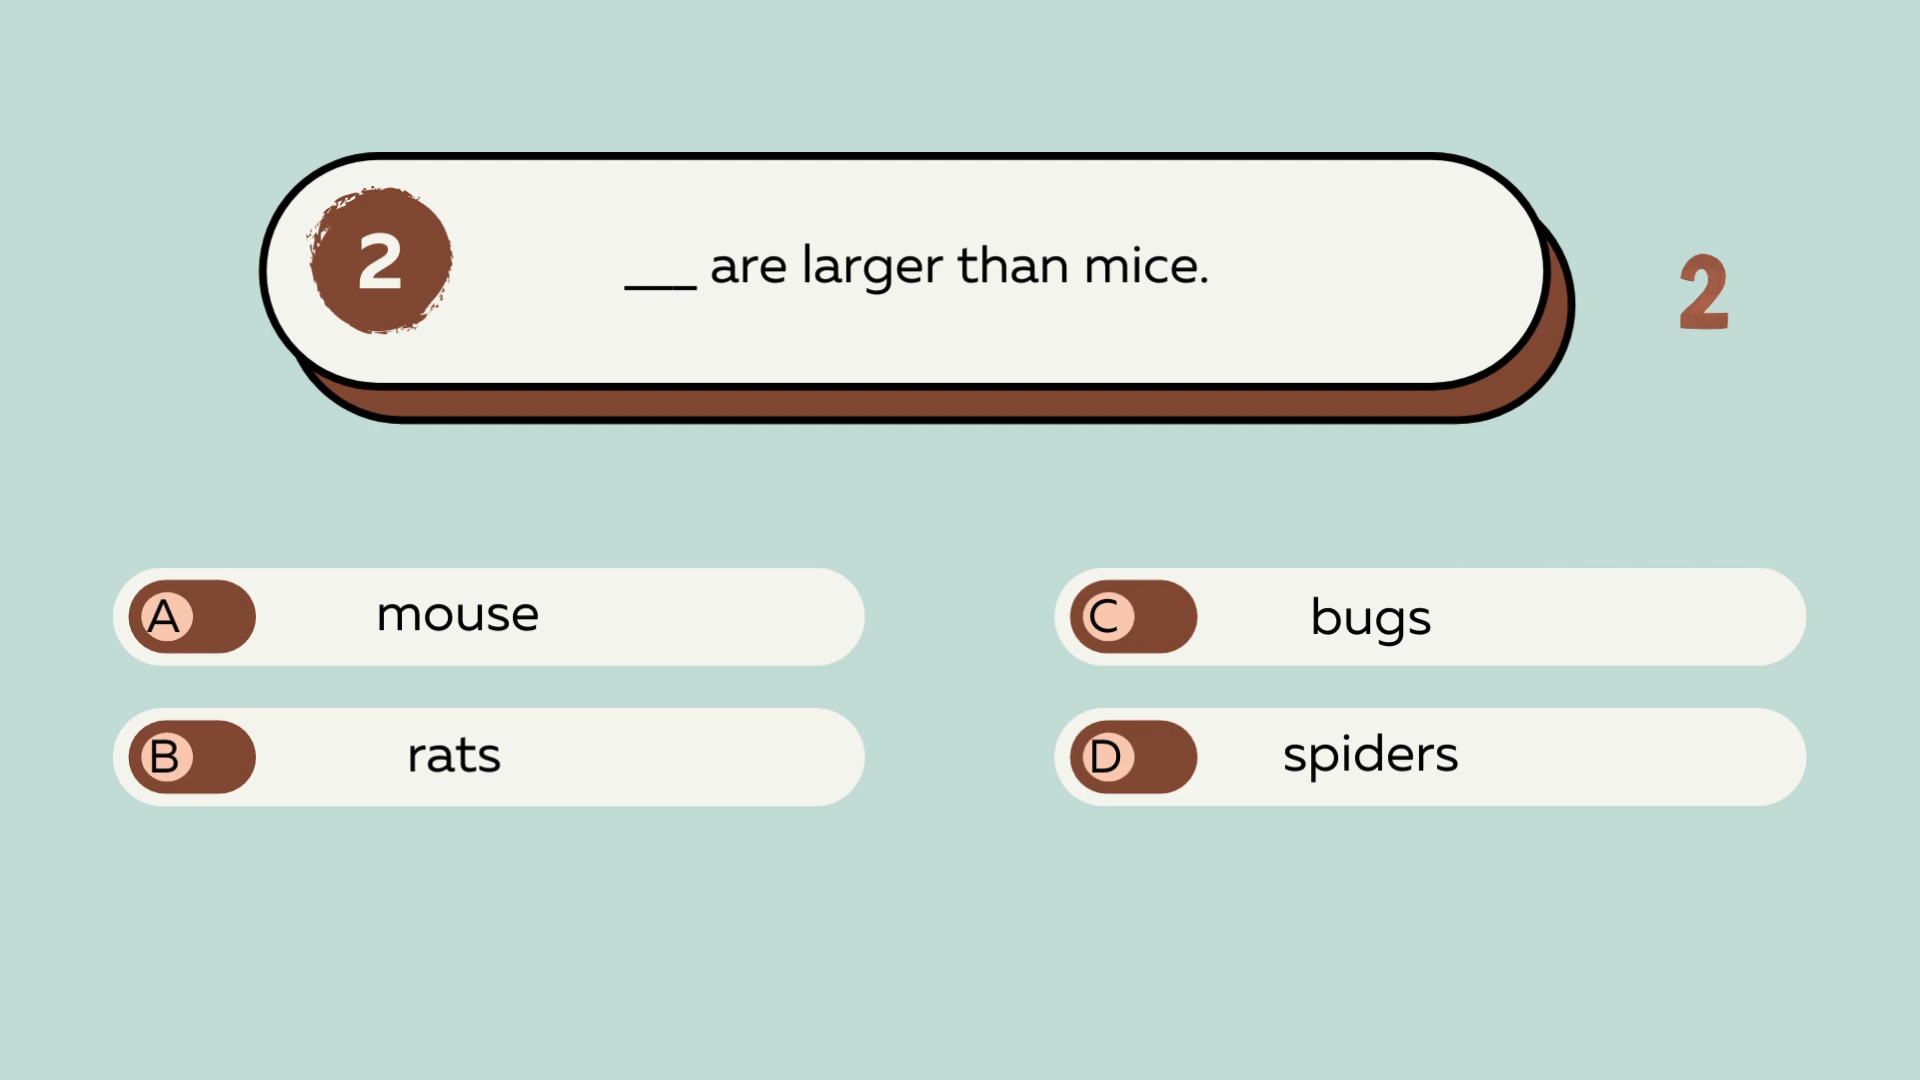 2
___ are larger than mice.
2
A mouse
B rats
C bugs
D spiders